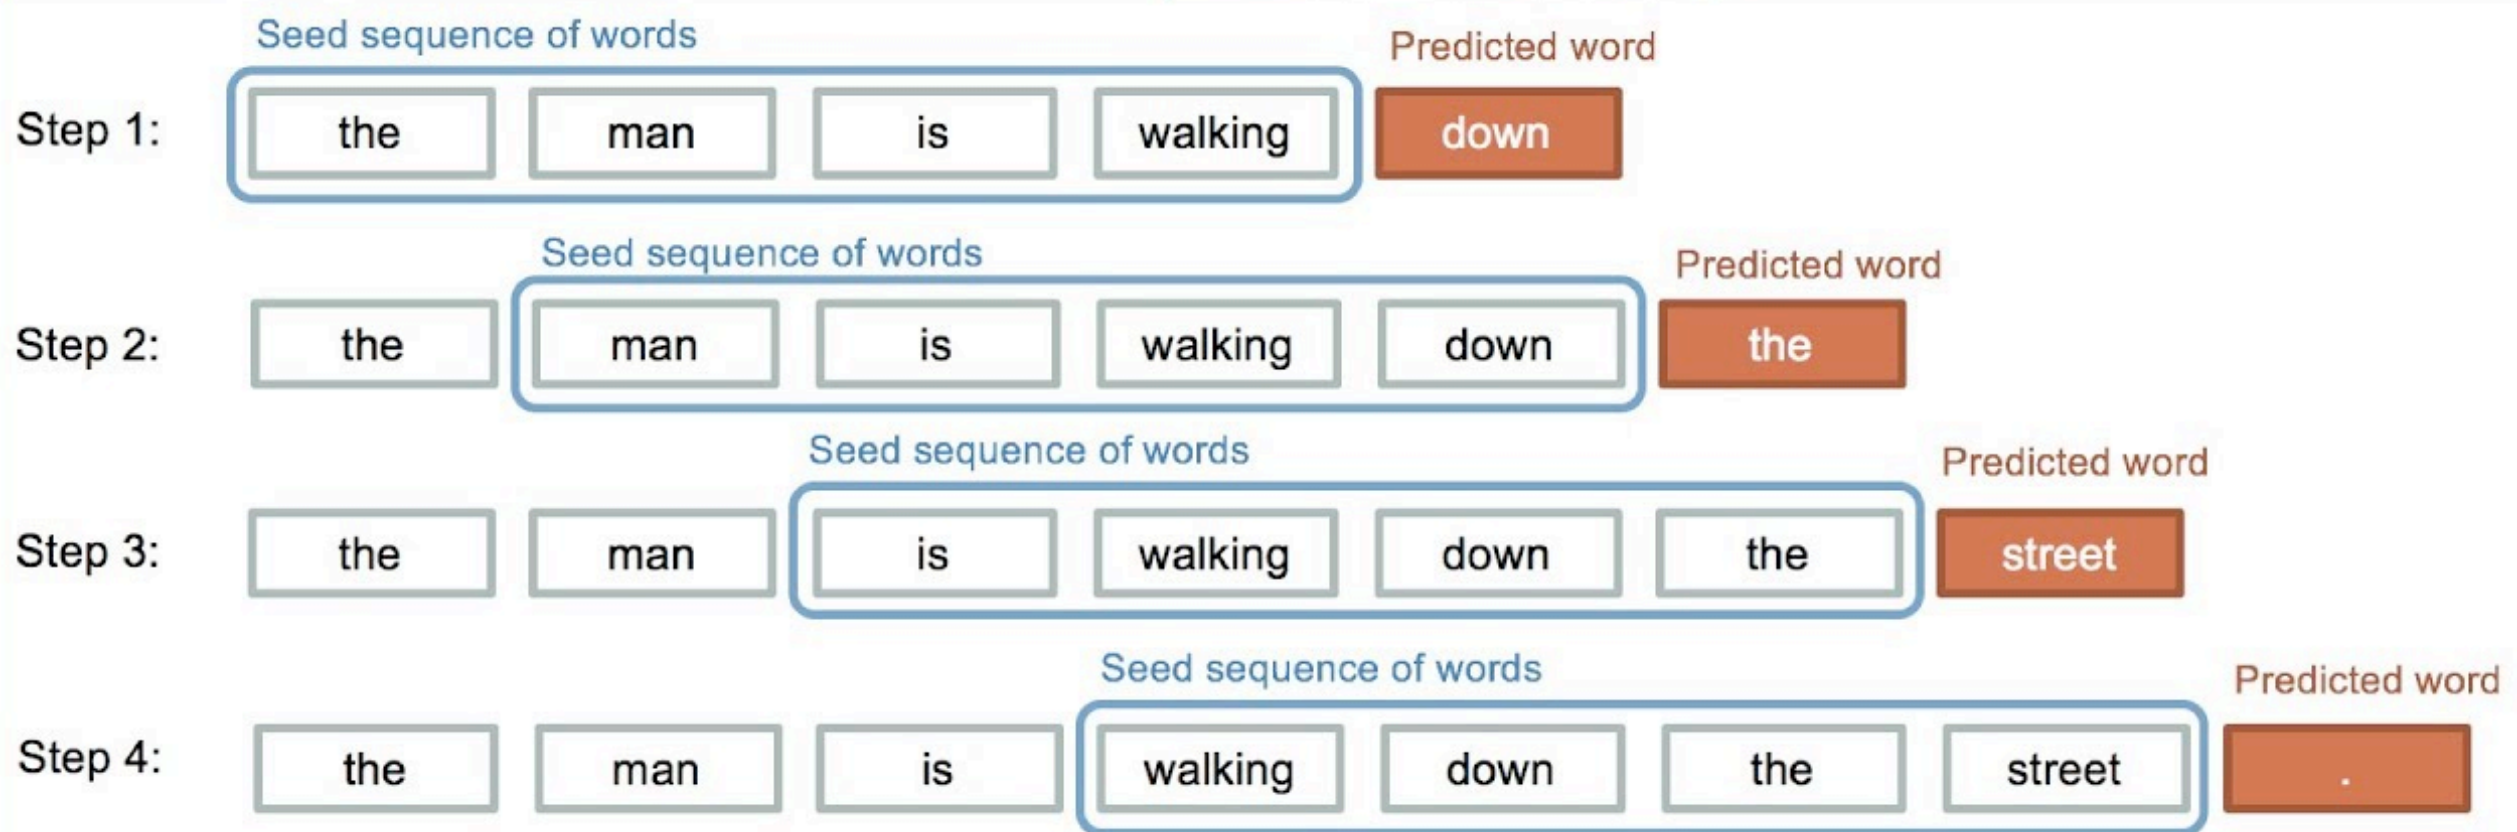 Seed sequence of words
Predicted word
Step 1: the man is walking down
Seed sequence of words
Predicted word
Step 2: the man is walking down the
Seed sequence of words
Predicted word
Step 3: the man is walking down the street
Seed sequence of words
Predicted word
Step 4: the man is walking down the street .